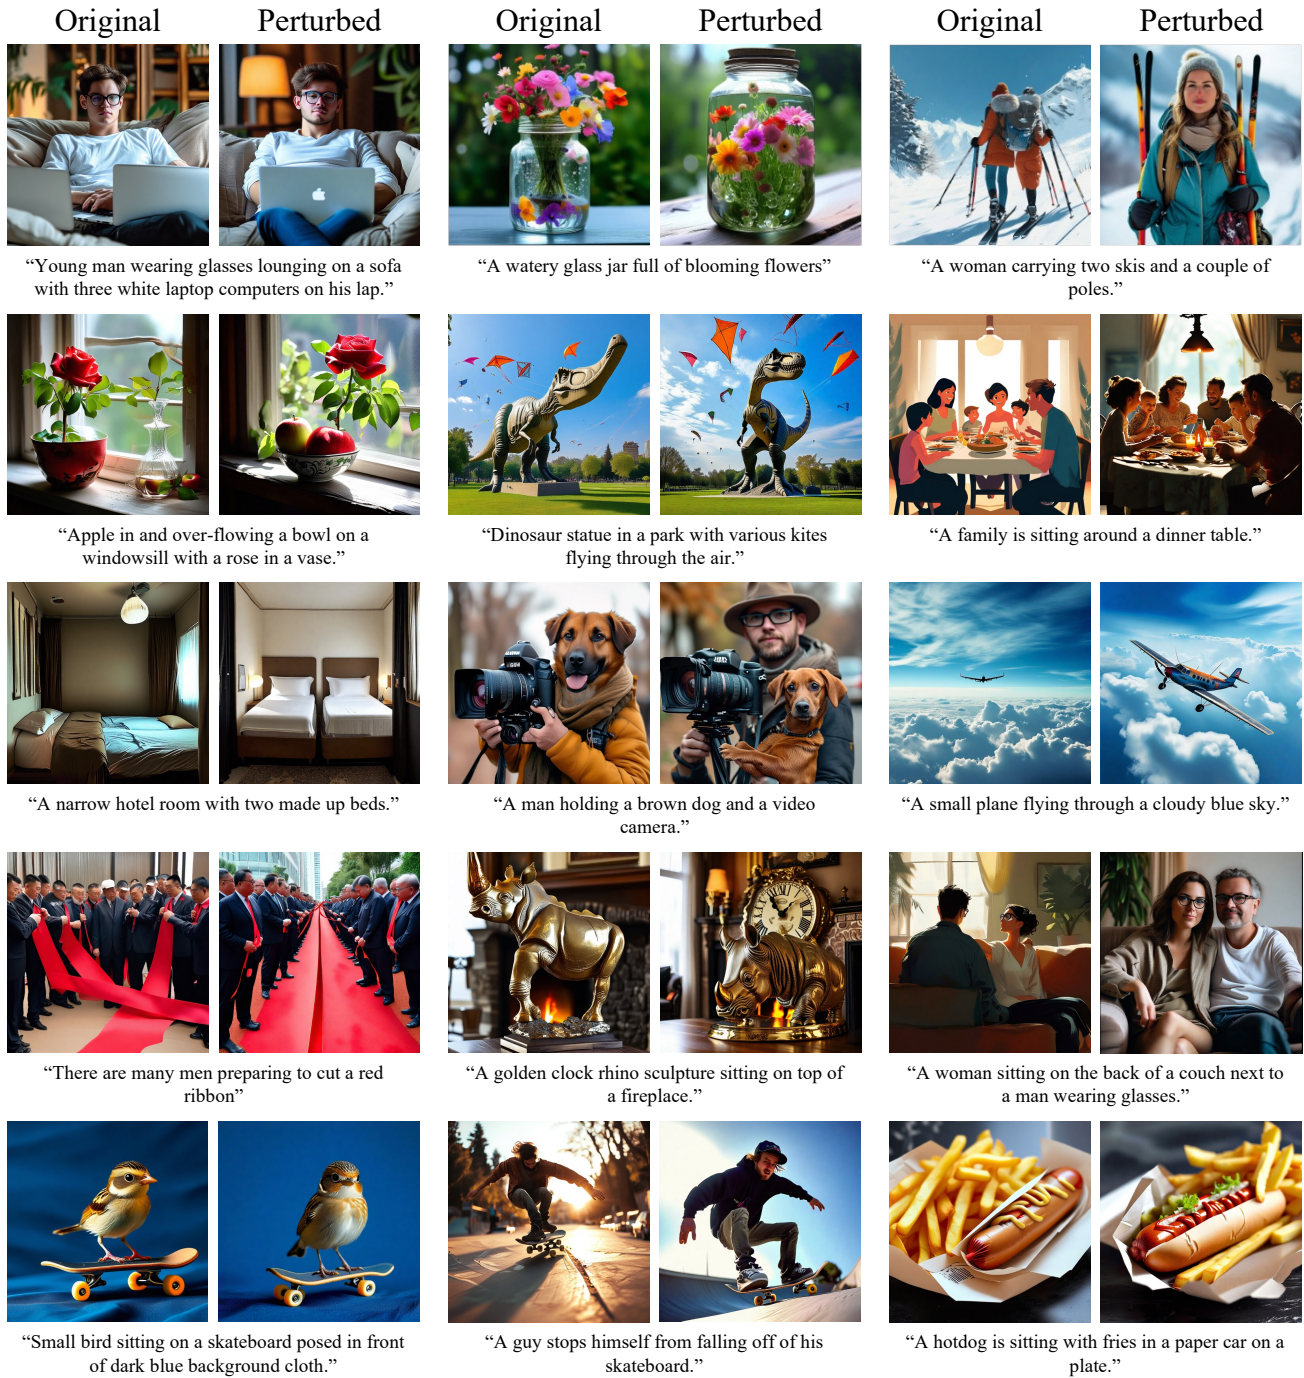 Original Perturbed Original Perturbed Original Perturbed
“Young man wearing glasses lounging on a sofa
with three white laptop computers on his lap.”
“A watery glass jar full of blooming flowers”
“A woman carrying two skis and a couple of
poles.”
“Apple in and over-flowing a bowl on a
windowsill with a rose in a vase.”
“Dinosaur statue in a park with various kites
flying through the air.”
“A family is sitting around a dinner table.”
“A narrow hotel room with two made up beds.”
“A man holding a brown dog and a video
camera.”
“A small plane flying through a cloudy blue sky.”
“There are many men preparing to cut a red
ribbon”
“A golden clock rhino sculpture sitting on top of
a fireplace.”
“A woman sitting on the back of a couch next to
a man wearing glasses.”
“Small bird sitting on a skateboard posed in front
of dark blue background cloth.”
“A guy stops himself from falling off of his
skateboard.”
“A hotdog is sitting with fries in a paper car on a
plate.”